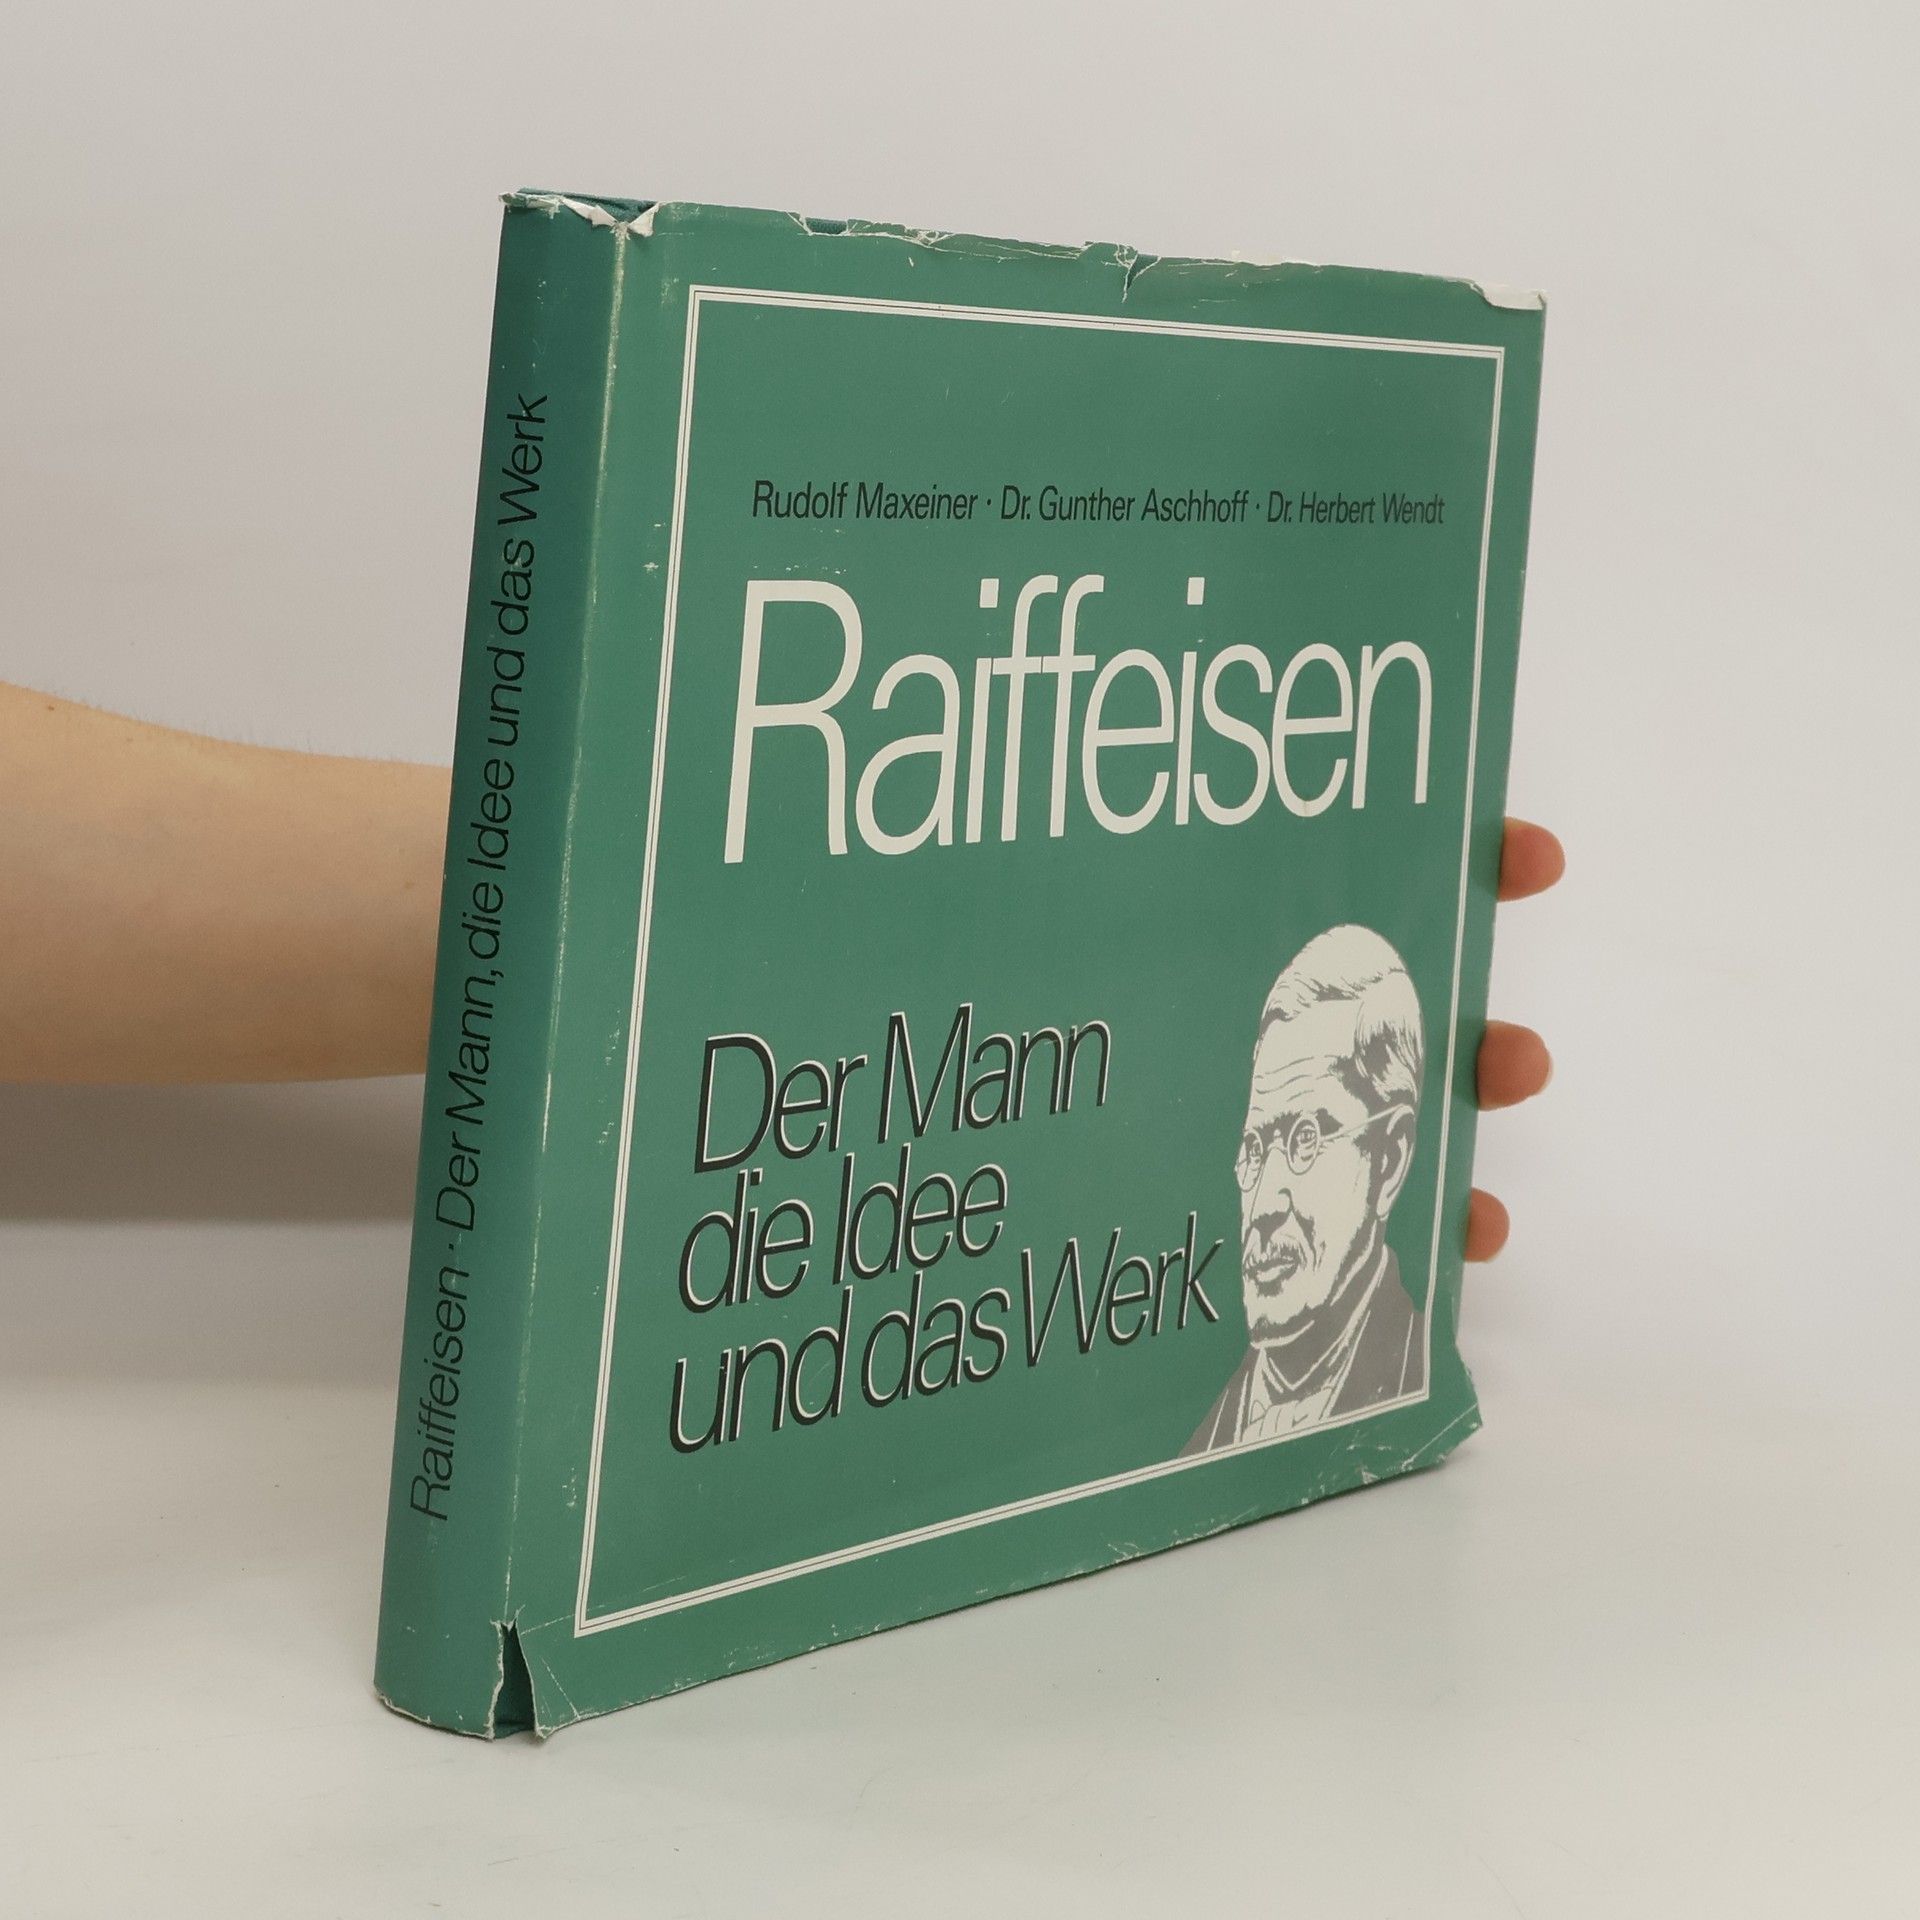 Raiffeisen · Der Mann, die Idee und das Werk
Rudolf Maxeiner · Dr. Gunther Aschhoff · Dr. Herbert Wendt
Raiffeisen
Der Mann
die Idee
und das Werk